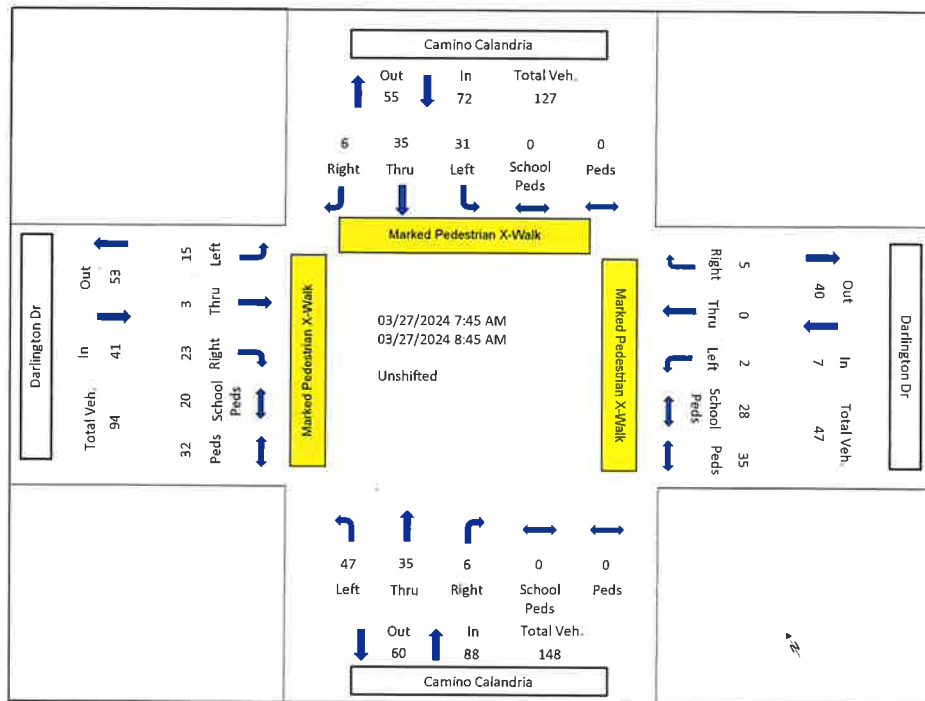 Camino Calandria
Out In Total Veh.
55 72 127
6 35 31 0 0
Right Thru Left School Peds Peds
Marked Pedestrian X-Walk
Darlington Dr
Out In Total Veh.
53 41 94
15 3 23 20 32
Left Thru Right School Peds Peds
Marked Pedestrian X-Walk
03/27/2024 7:45 AM
03/27/2024 8:45 AM
Unshifted
Marked Pedestrian X-Walk
Right Thru Left School Peds Peds
5 0 2 28 35
Out In Total Veh.
40 7 47
Darlington Dr
47 35 6 0 0
Left Thru Right School Peds Peds
Out In Total Veh.
60 88 148
Camino Calandria
N